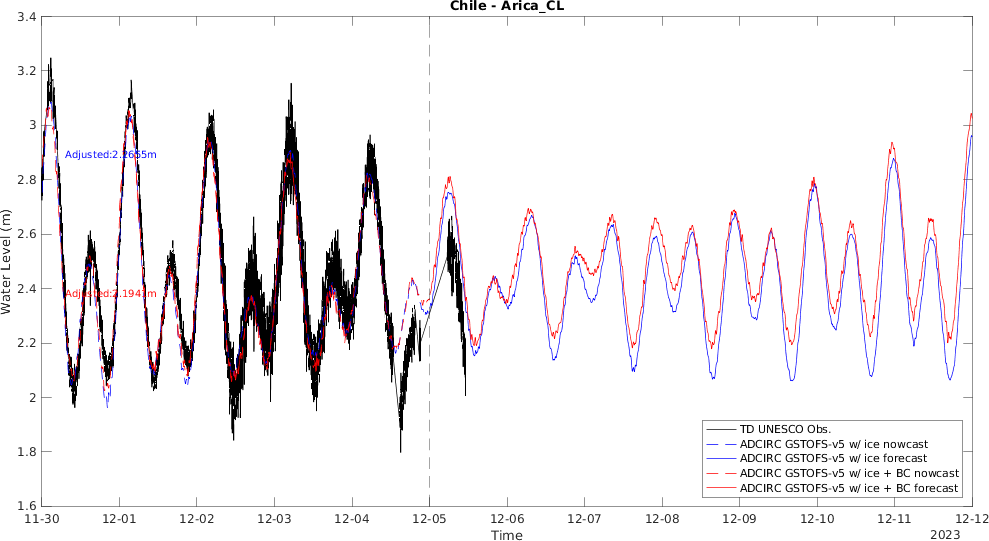 Chile - Arica_CL
3.4
3.2
3
2.8
2.6
2.4
2.2
2
1.8
1.6
Water Level (m)
Adjusted:2.2655m
Adjusted:2.1947m
TD UNESCO Obs.
ADCIRC GSTOFS-v5 w/ ice nowcast
ADCIRC GSTOFS-v5 w/ ice forecast
ADCIRC GSTOFS-v5 w/ ice + BC nowcast
ADCIRC GSTOFS-v5 w/ ice + BC forecast
11-30 12-01 12-02 12-03 12-04 12-05 12-06 12-07 12-08 12-09 12-10 12-11 12-12
Time
2023